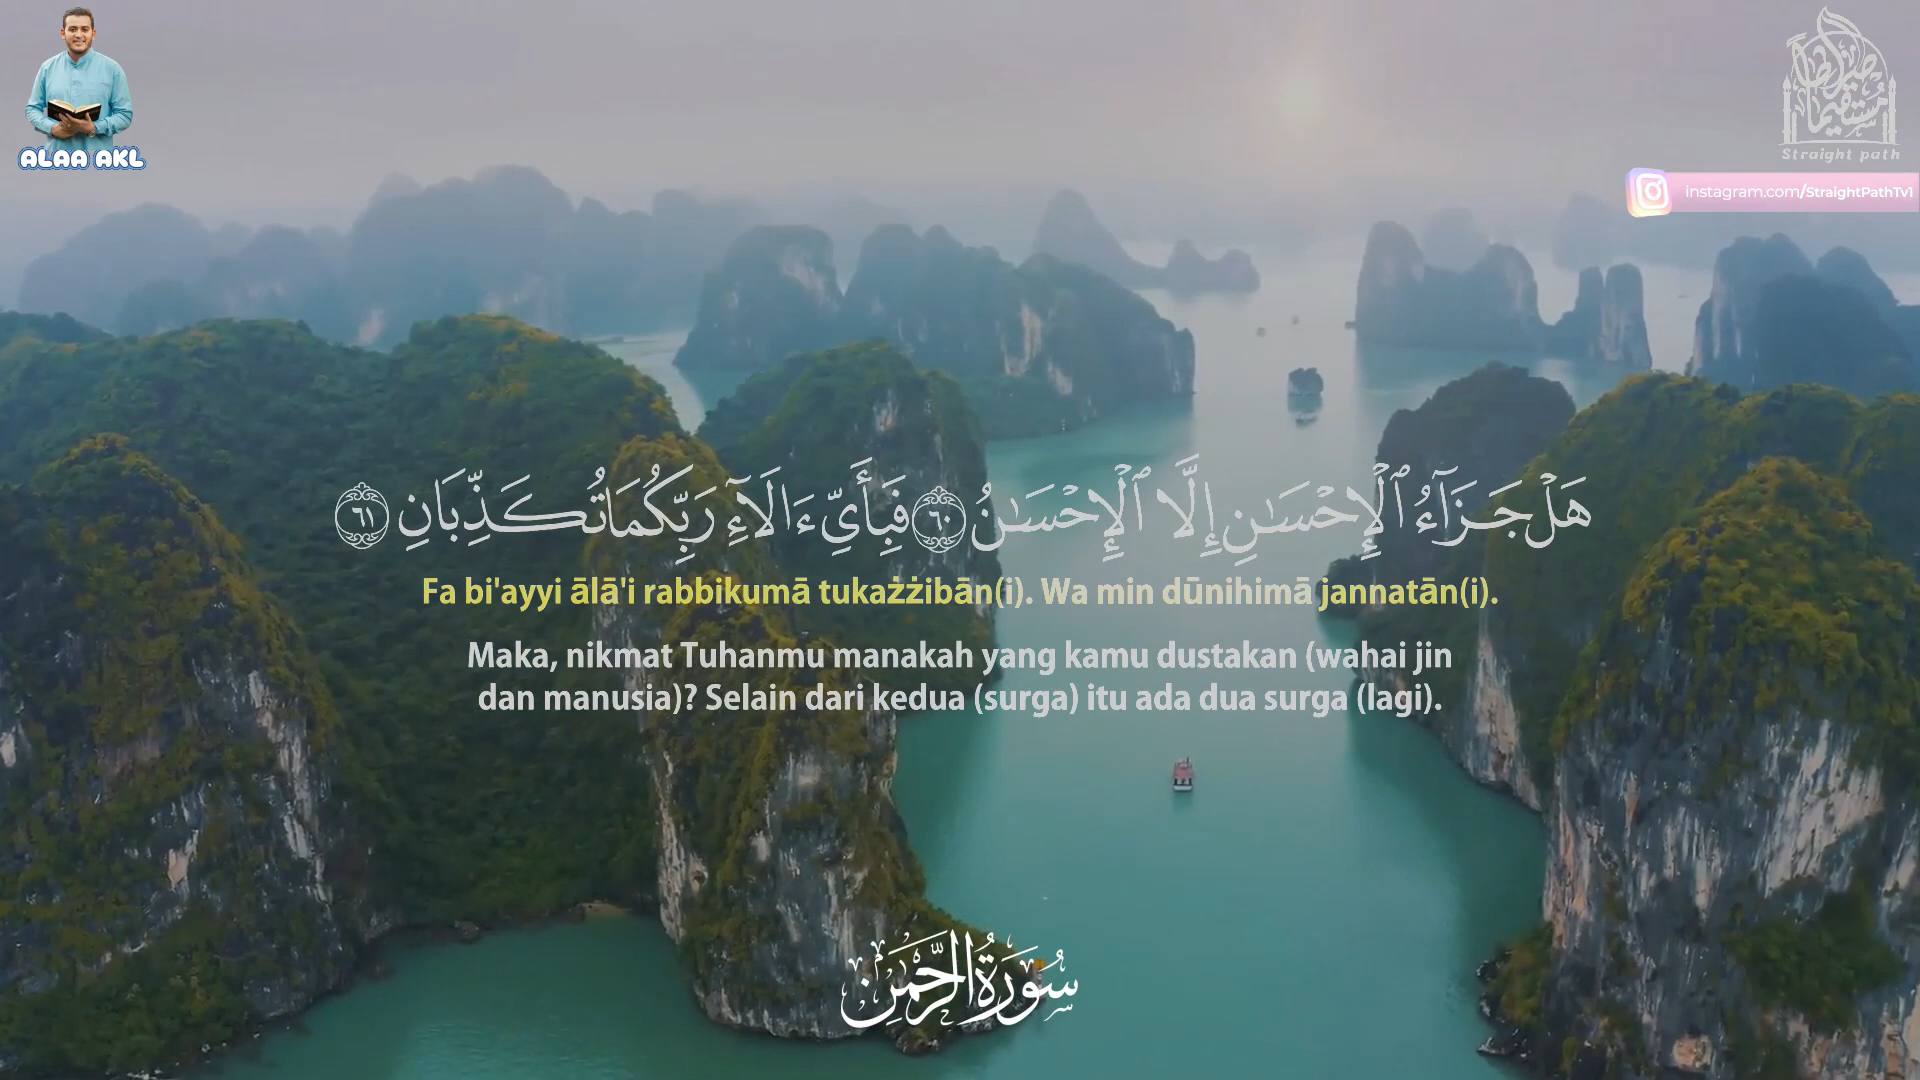 ALAA AKL
صراطا
مستقيما
Straight path
instagram.com/StraightPathTv1
هَلْ جَزَآءُ ٱلْإِحْسَـٰنِ إِلَّا ٱلْإِحْسَـٰنُ ٦٠ فَبِأَىِّ ءَالَآءِ رَبِّكُمَا تُكَذِّبَانِ ٦١
Fa bi'ayyi ālā'i rabbikumā tukażżibān(i). Wa min dūnihimā jannatān(i).
Maka, nikmat Tuhanmu manakah yang kamu dustakan (wahai jin
dan manusia)? Selain dari kedua (surga) itu ada dua surga (lagi).
سُورَةُ الرَّحْمَٰن